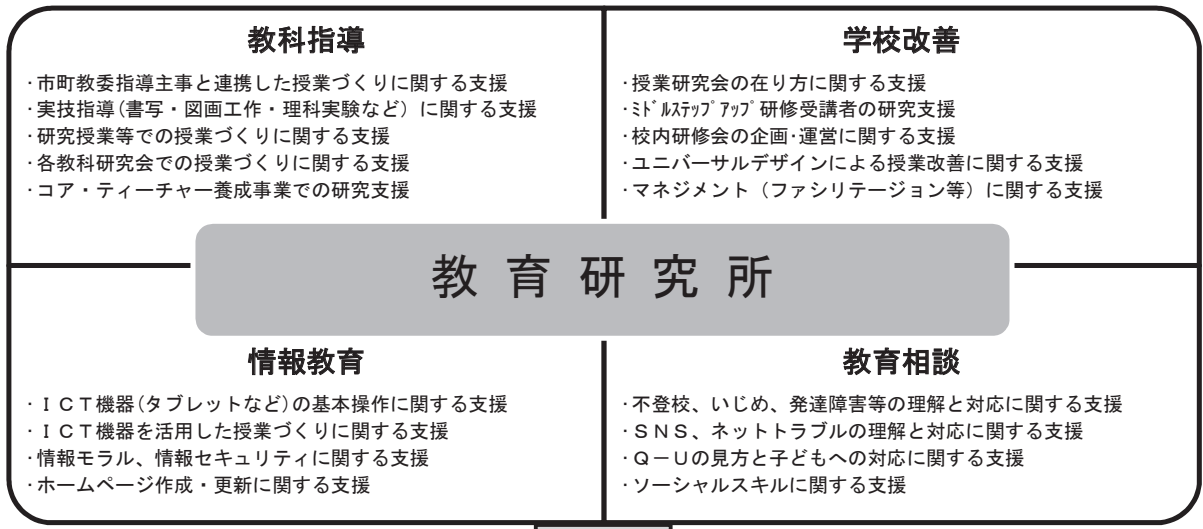 教科指導
・市町教委指導主事と連携した授業づくりに関する支援
・実技指導(書写・図画工作・理科実験など)に関する支援
・研究授業等での授業づくりに関する支援
・各教科研究会での授業づくりに関する支援
・コア・ティーチャー養成事業での研究支援
学校改善
・授業研究会の在り方に関する支援
・ﾐﾄﾞﾙｽﾃｯﾌﾟｱｯﾌﾟ研修受講者の研究支援
・校内研修会の企画・運営に関する支援
・ユニバーサルデザインによる授業改善に関する支援
・マネジメント（ファシリテージョン等）に関する支援
教育研究所
情報教育
・ＩＣＴ機器(タブレットなど)の基本操作に関する支援
・ＩＣＴ機器を活用した授業づくりに関する支援
・情報モラル、情報セキュリティに関する支援
・ホームページ作成・更新に関する支援
教育相談
・不登校、いじめ、発達障害等の理解と対応に関する支援
・ＳＮＳ、ネットトラブルの理解と対応に関する支援
・Ｑ－Ｕの見方と子どもへの対応に関する支援
・ソーシャルスキルに関する支援